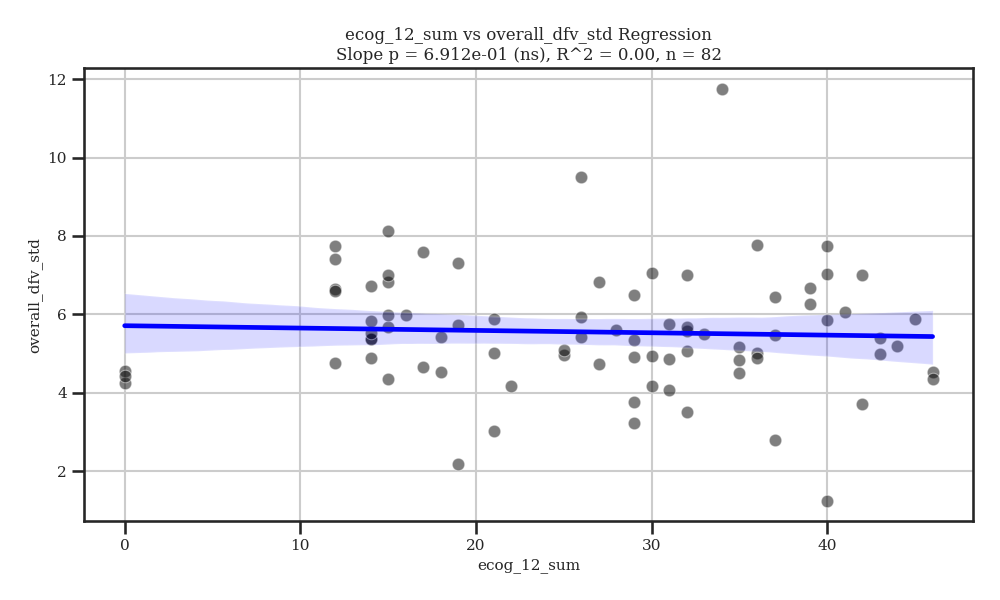 ecog_12_sum vs overall_dfv_std Regression
Slope p = 6.912e-01 (ns), R^2 = 0.00, n = 82
12
10
8
6
4
2
overall_dfv_std
0
10
20
30
40
ecog_12_sum